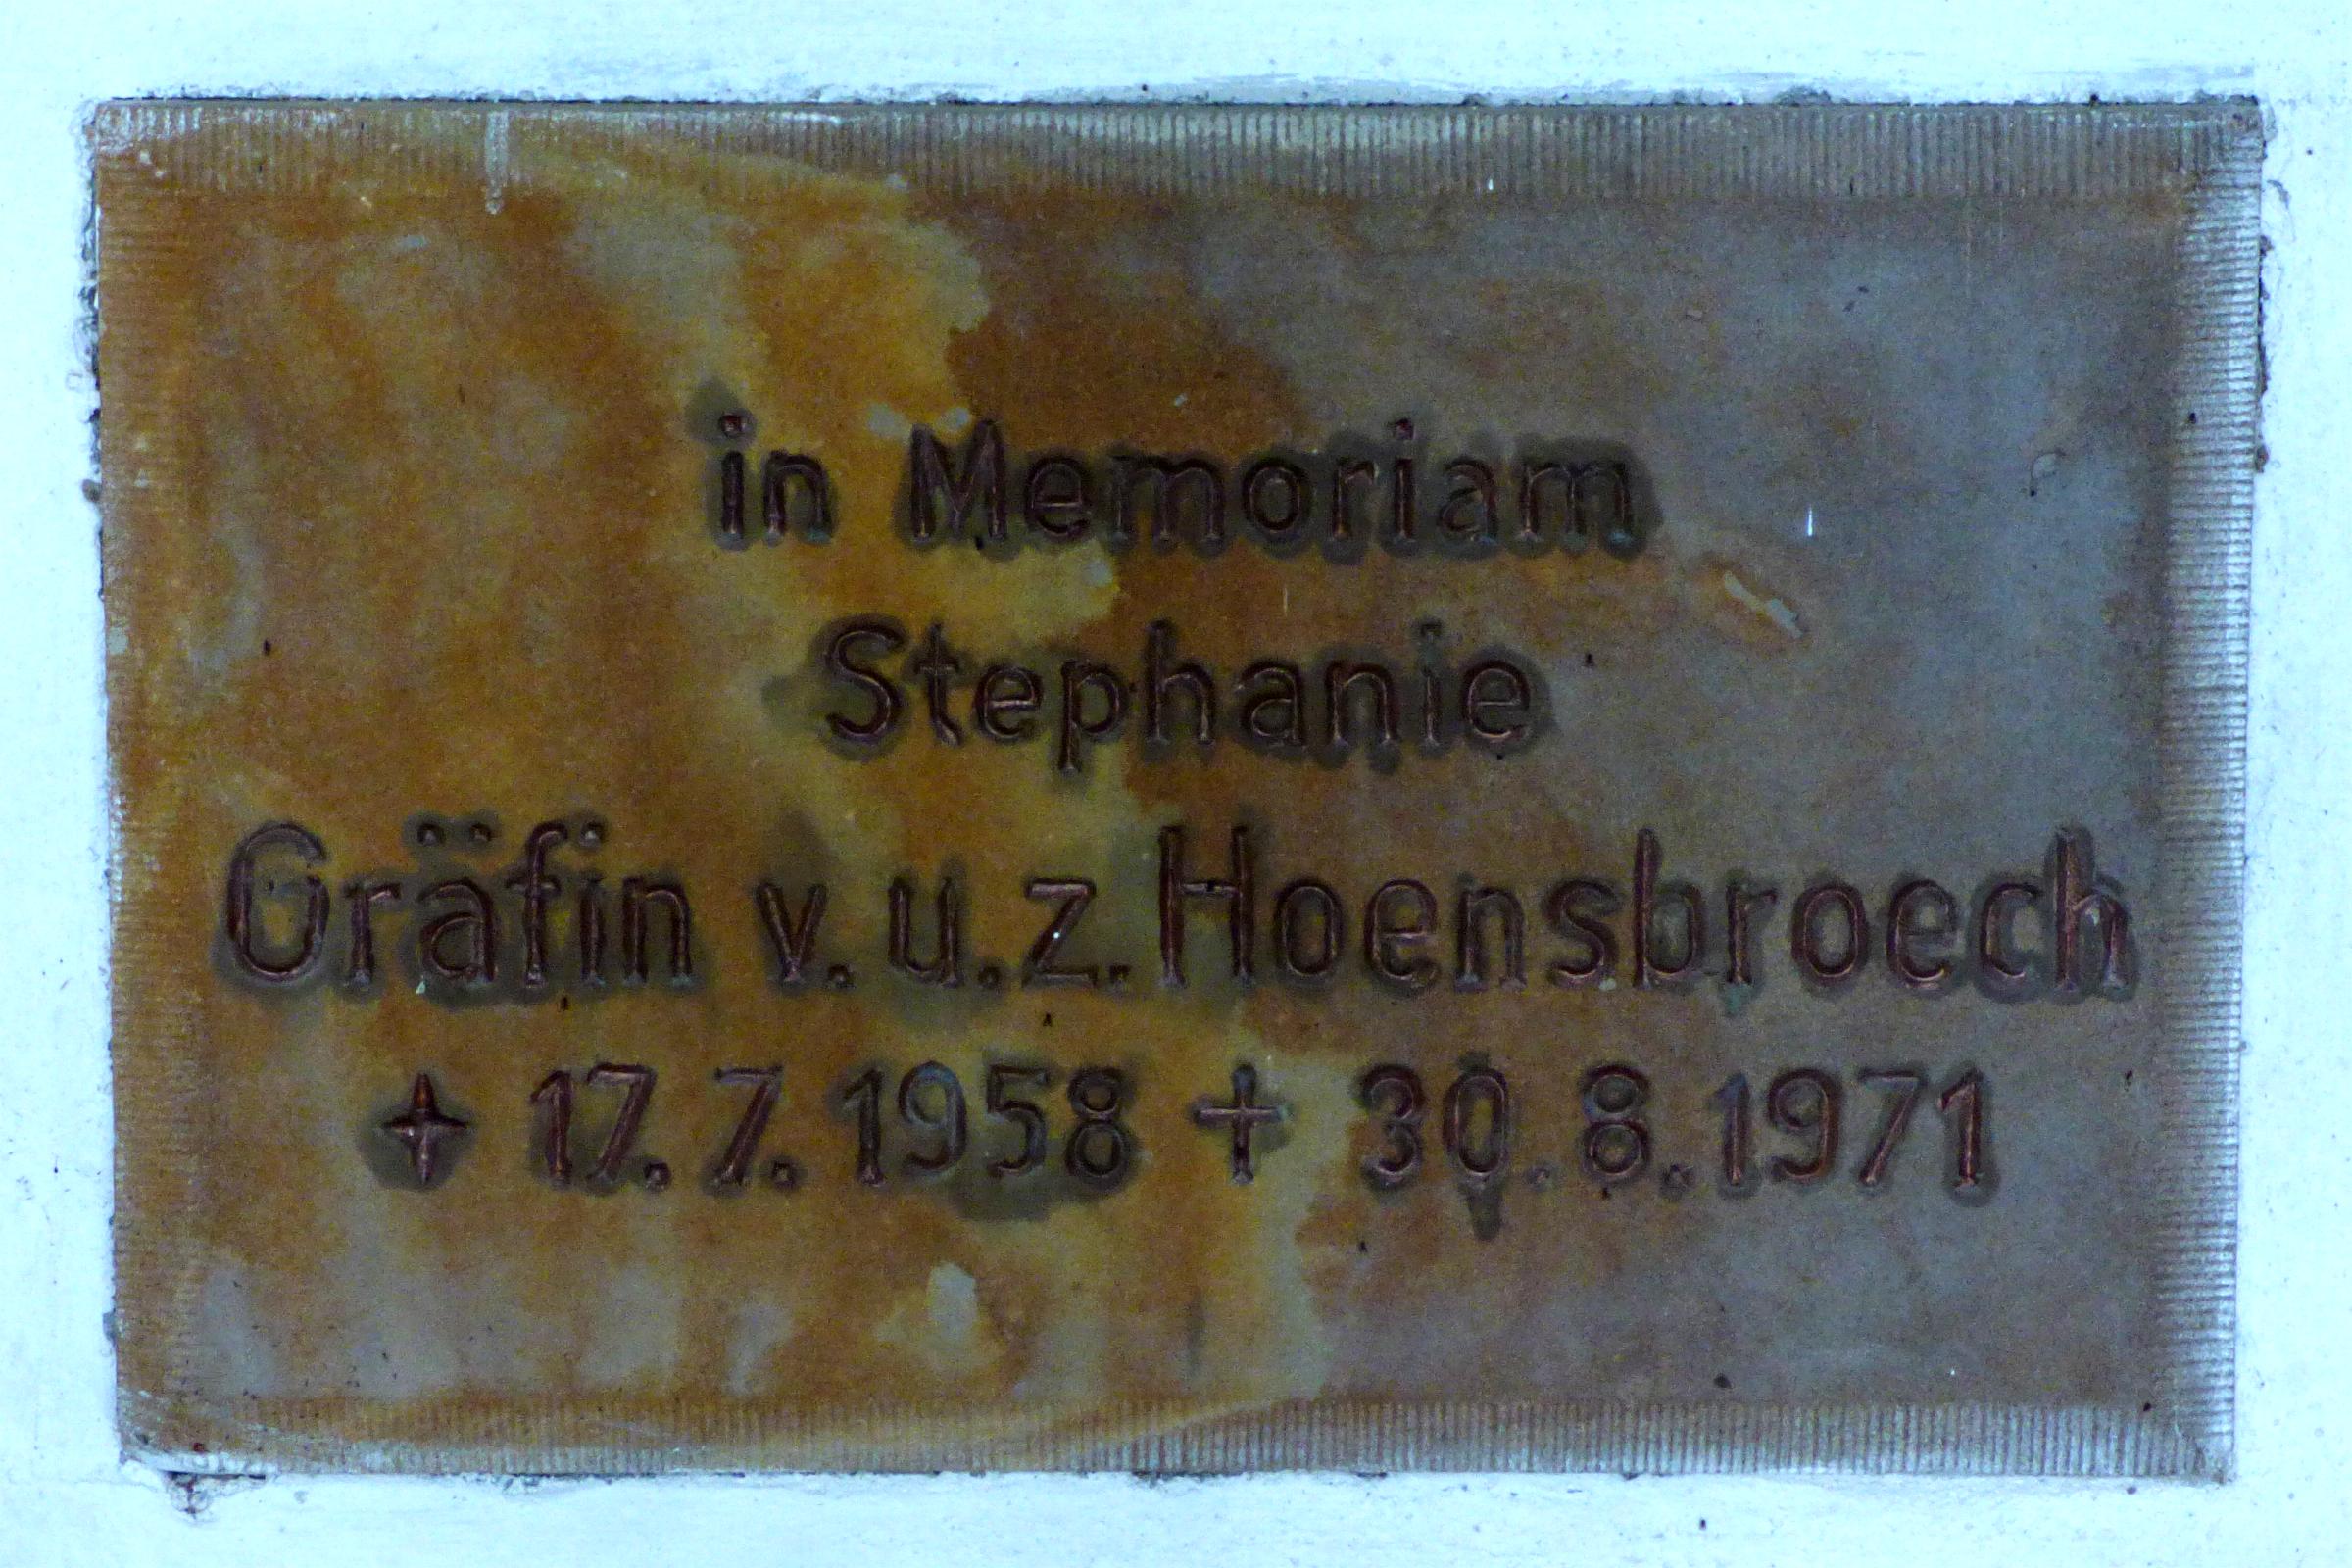 in Memoriam
Stephanie
Gräfin v. u. z. Hoensbroech
+ 17. 7. 1958 + 30. 8. 1971